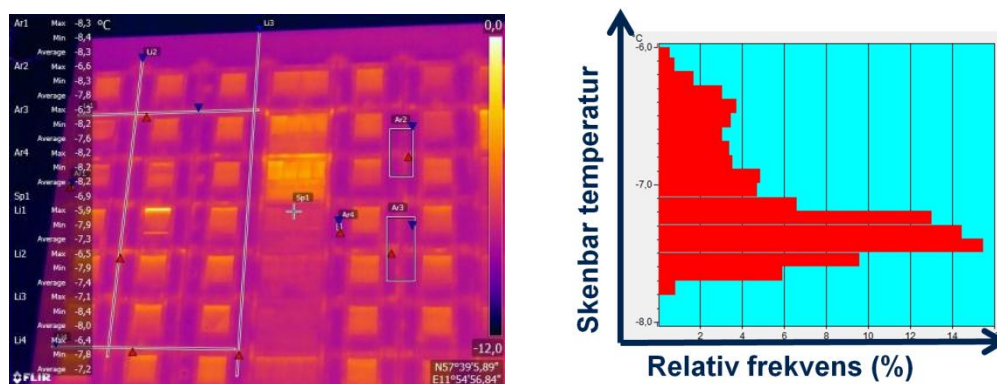 Ar1 Max -8,3 °C
Min -8,4
Average -8,3
Ar2 Max -6,6
Min -7,8
Average -7,3
Ar3 Max -6,3
Min -8,2
Average -7,6
Ar4 Max -8,2
Min -8,2
Average -8,2
Sp1 -6,9
Li1 Max -5,9
Min -7,9
Average -7,3
Li2 Max -6,5
Min -7,9
Average -7,4
Li3 Max -7,1
Min -8,4
Average -8,0
Li4 Max -6,4
Min -7,8
Average -7,2
FLIR
Li2
Li3
Ar2
Sp1
Ar4
Ar3
0,0
-12,0
N57°39'5,89"
E11°54'56,84"
Skenbar temperatur
°C
-6,0
-7,0
-8,0
2 4 6 8 10 12 14
Relativ frekvens (%)